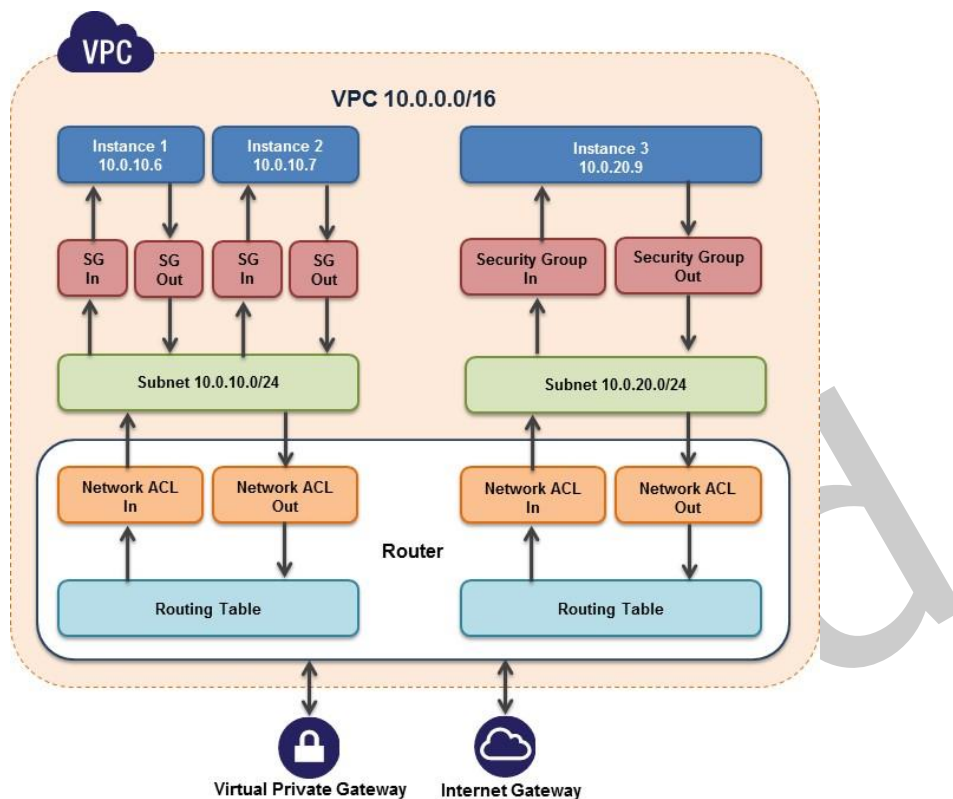 VPC
VPC 10.0.0.0/16
Instance 1
10.0.10.6
Instance 2
10.0.10.7
Instance 3
10.0.20.9
SG
In
SG
Out
SG
In
SG
Out
Security Group
In
Security Group
Out
Subnet 10.0.10.0/24
Subnet 10.0.20.0/24
Network ACL
In
Network ACL
Out
Network ACL
In
Network ACL
Out
Router
Routing Table
Routing Table
Virtual Private Gateway
Internet Gateway